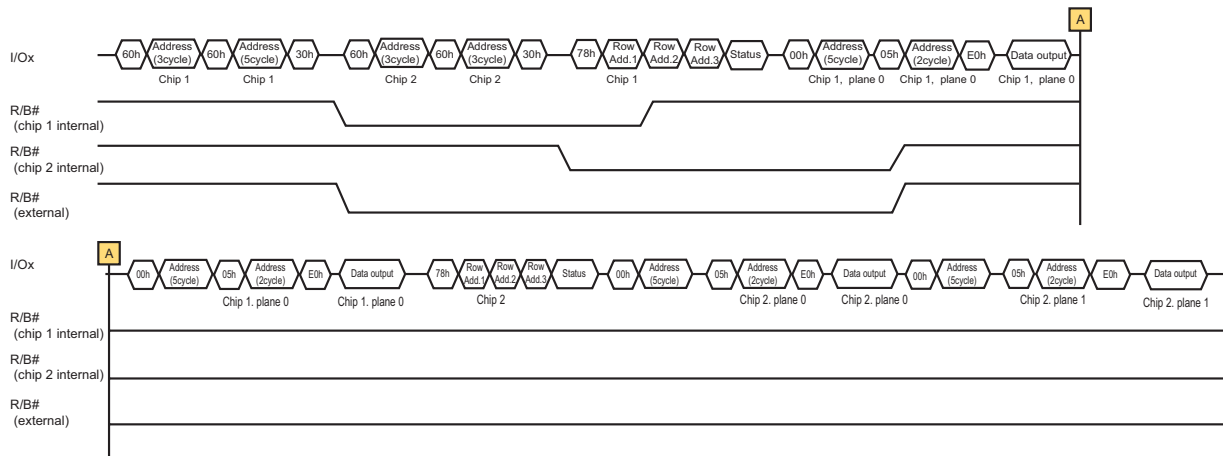 A
I/Ox
60h Address (3cycle) 60h Address (5cycle) 30h 60h Address (3cycle) 60h Address (3cycle) 30h 78h Row Add.1 Row Add.2 Row Add.3 Status 00h Address (5cycle) 05h Address (2cycle) E0h Data output
Chip 1 Chip 1 Chip 2 Chip 2 Chip 1 Chip 1, plane 0 Chip 1, plane 0 Chip 1, plane 0
R/B#
(chip 1 internal)
R/B#
(chip 2 internal)
R/B#
(external)
A
I/Ox
00h Address (5cycle) 05h Address (2cycle) E0h Data output 78h Row Add.1 Row Add.2 Row Add.3 Status 00h Address (5cycle) 05h Address (2cycle) E0h Data output 00h Address (5cycle) 05h Address (2cycle) E0h Data output
Chip 1. plane 0 Chip 1. plane 0 Chip 2 Chip 2. plane 0 Chip 2. plane 0 Chip 2. plane 1 Chip 2. plane 1
R/B#
(chip 1 internal)
R/B#
(chip 2 internal)
R/B#
(external)